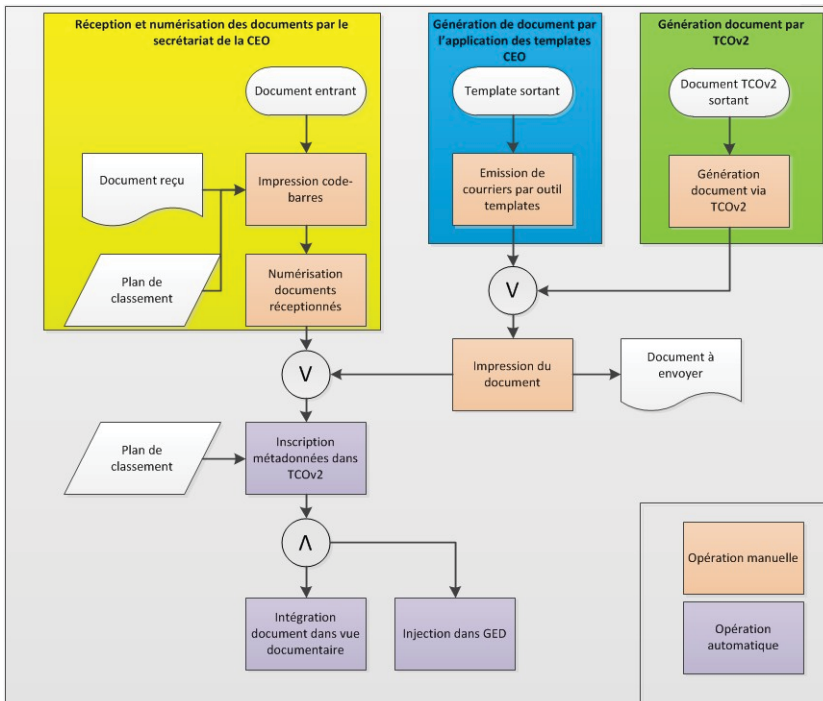 Réception et numérisation des documents par le
secrétariat de la CEO
Génération de document par
l'application des templates
CEO
Génération document par
TCOv2
Document entrant
Template sortant
Document TCOv2
sortant
Document reçu
Impression code-
barres
Emission de
courriers par outil
templates
Génération
document via
TCOv2
Plan de
classement
Numérisation
documents
réceptionnés
V
V
Impression du
document
Document à
envoyer
Plan de
classement
Inscription
métadonnées dans
TCOv2
Λ
Intégration
document dans vue
documentaire
Injection dans GED
Opération manuelle
Opération
automatique